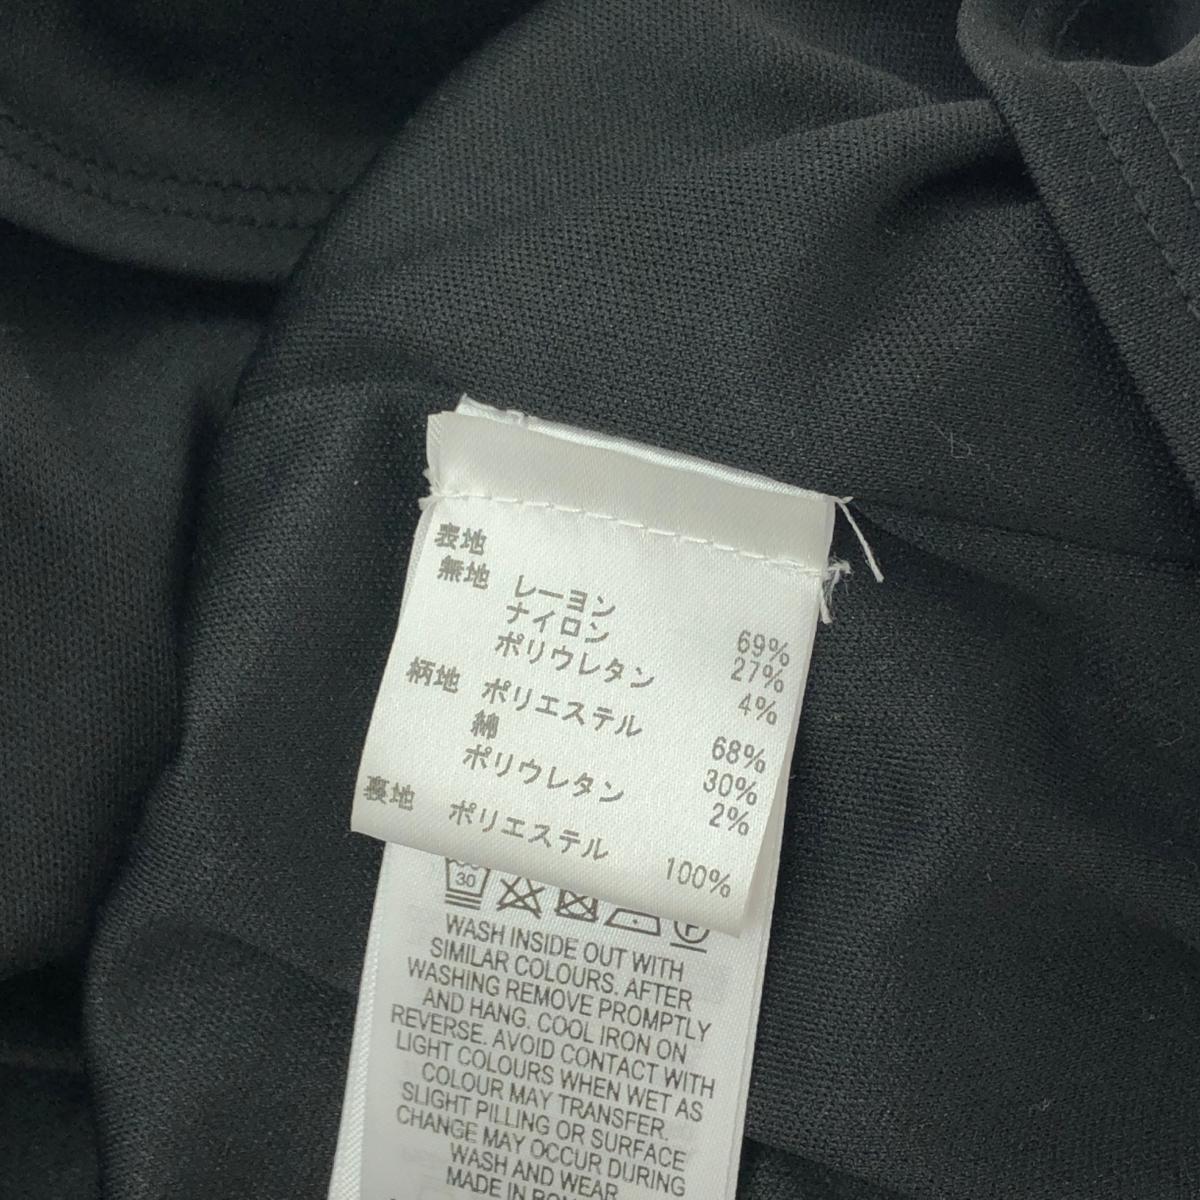 表地
無地 レーヨン 69%
ナイロン 27%
ポリウレタン 4%
柄地 ポリエステル 68%
綿 30%
ポリウレタン 2%
裏地 ポリエステル 100%
30 P
WASH INSIDE OUT WITH
SIMILAR COLOURS. AFTER
WASHING REMOVE PROMPTLY
AND HANG. COOL IRON ON
REVERSE. AVOID CONTACT WITH
LIGHT COLOURS WHEN WET AS
COLOUR MAY TRANSFER.
SLIGHT PILLING OR SURFACE
CHANGE MAY OCCUR DURING
WASH AND WEAR
MADE IN